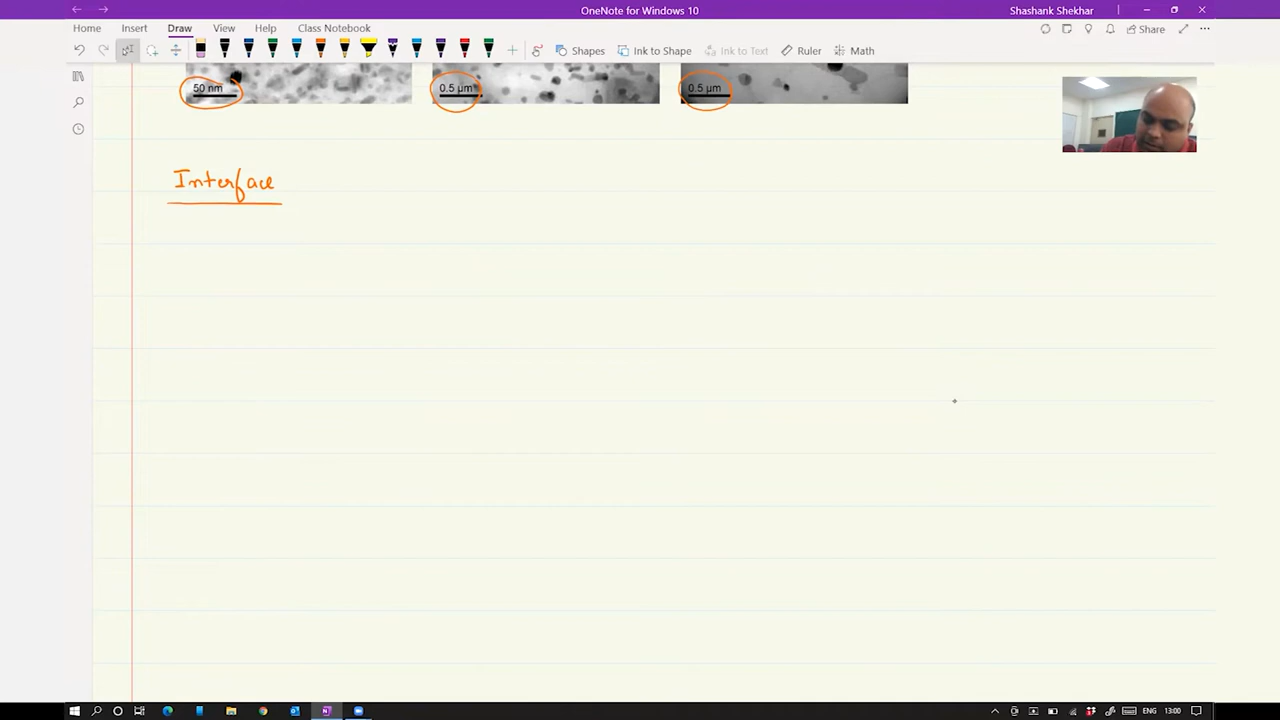 OneNote for Windows 10
Shashank Shekhar
Home Insert Draw View Help Class Notebook
Share
Shapes Ink to Shape Ink to Text Ruler Math
50 nm 0.5 μm 0.5 μm
Interface
ENG 13:00